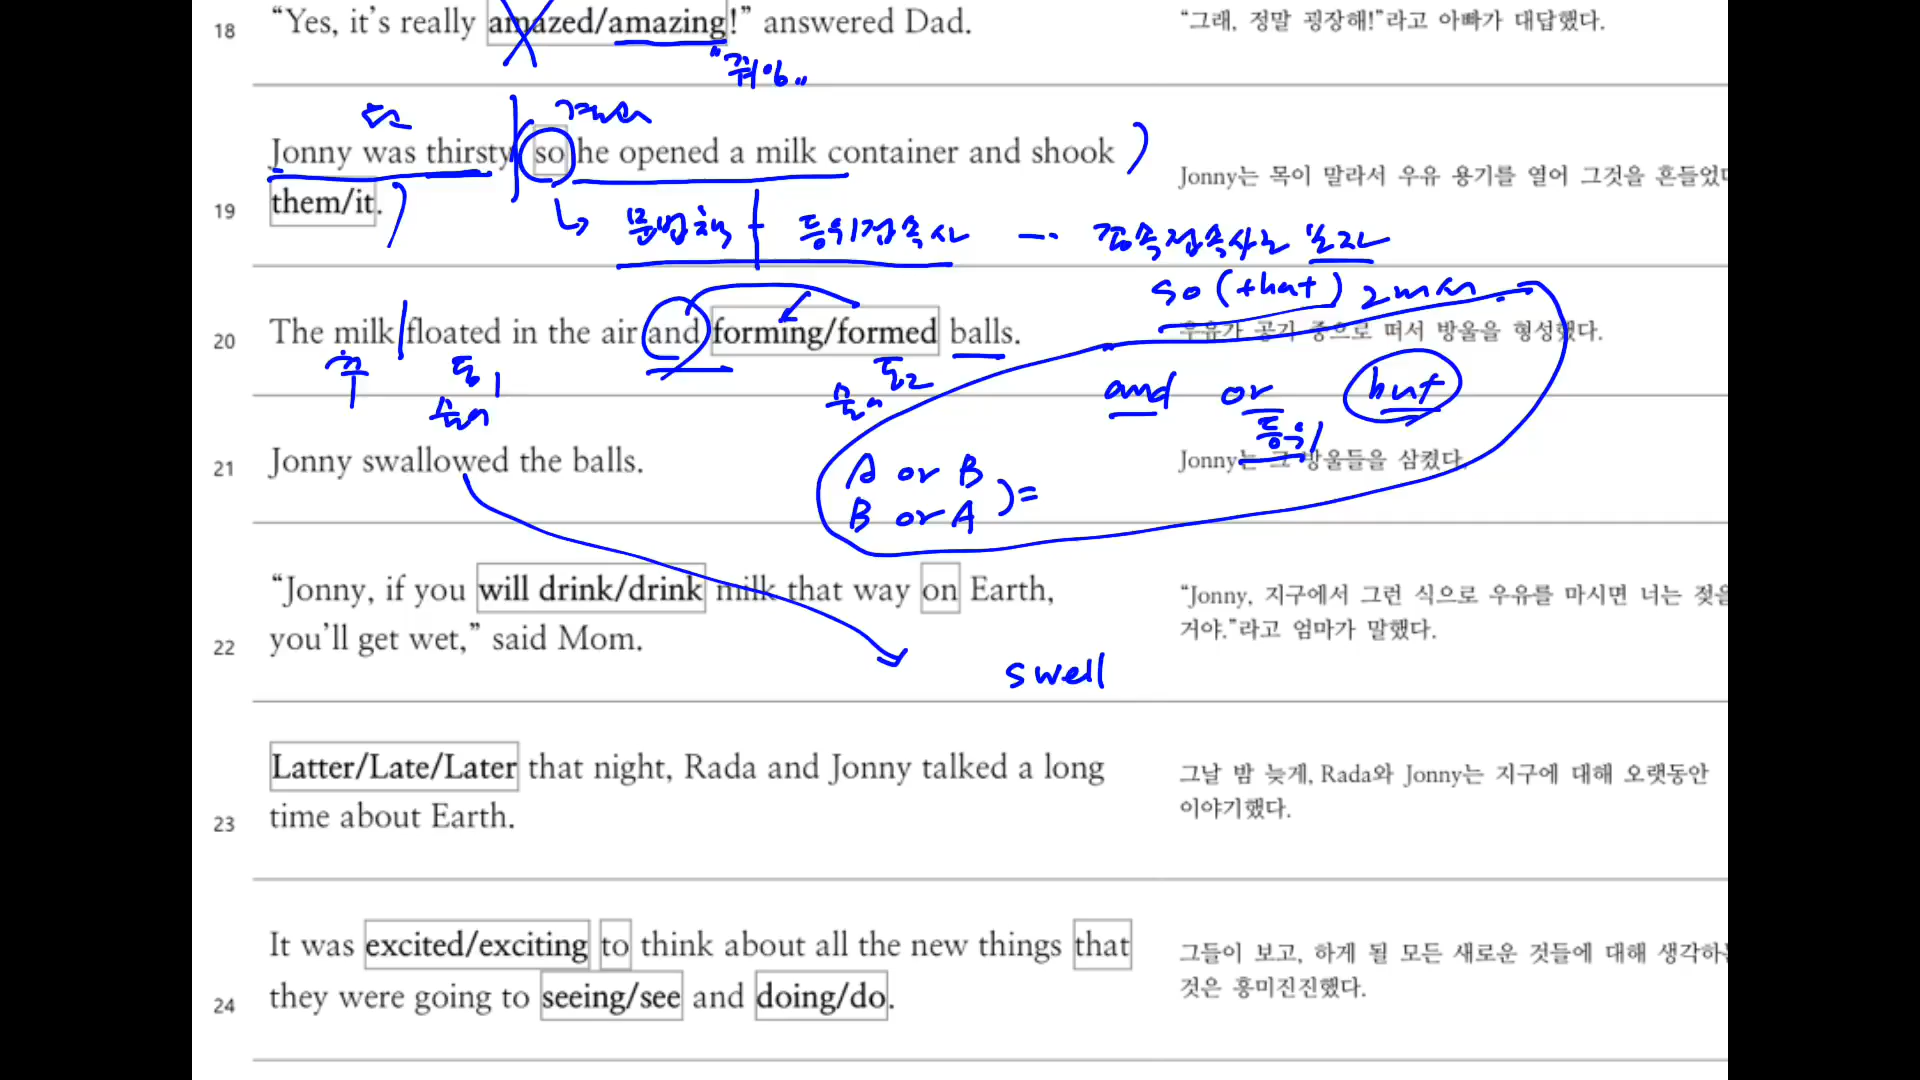 18 “Yes, it’s really amazed/amazing!” answered Dad.
“그래, 정말 굉장해!”라고 아빠가 대답했다.
Jonny was thirsty so he opened a milk container and shook
them/it.
19
Jonny는 목이 말라서 우유 용기를 열어 그것을 흔들었
문법책 등위접속사 ... 종속접속사는 보자
so (that) 2019
20 The milk floated in the air and forming/formed balls.
우유가 공기 중으로 떠서 방울을 형성했다.
주 동1 동2
and or but
등위
21 Jonny swallowed the balls.
Jonny는 그 방울들을 삼켰다.
A or B
B or A ) =
“Jonny, if you will drink/drink milk that way on Earth,
22 you’ll get wet,” said Mom.
“Jonny, 지구에서 그런 식으로 우유를 마시면 너는 젖을
거야.”라고 엄마가 말했다.
swell
Latter/Late/Later that night, Rada and Jonny talked a long
23 time about Earth.
그날 밤 늦게, Rada와 Jonny는 지구에 대해 오랫동안
이야기했다.
It was excited/exciting to think about all the new things that
24 they were going to seeing/see and doing/do.
그들이 보고, 하게 될 모든 새로운 것들에 대해 생각하
것은 흥미진진했다.